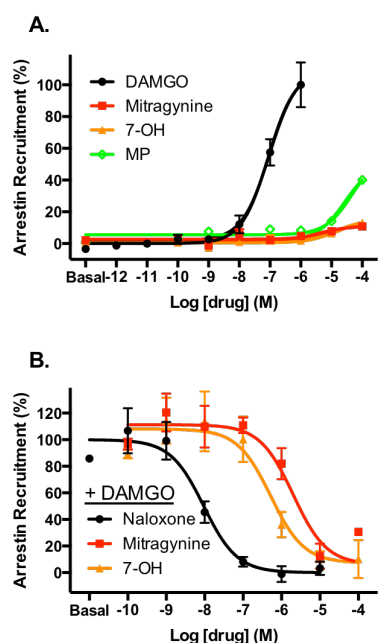 A.
Arrestin Recruitment (%)
100
80
60
40
20
0
DAMGO
Mitragynine
7-OH
MP
Basal -12 -11 -10 -9 -8 -7 -6 -5 -4
Log [drug] (M)
B.
Arrestin Recruitment (%)
120
100
80
60
40
20
0
+ DAMGO
Naloxone
Mitragynine
7-OH
Basal -10 -9 -8 -7 -6 -5 -4
Log [drug] (M)